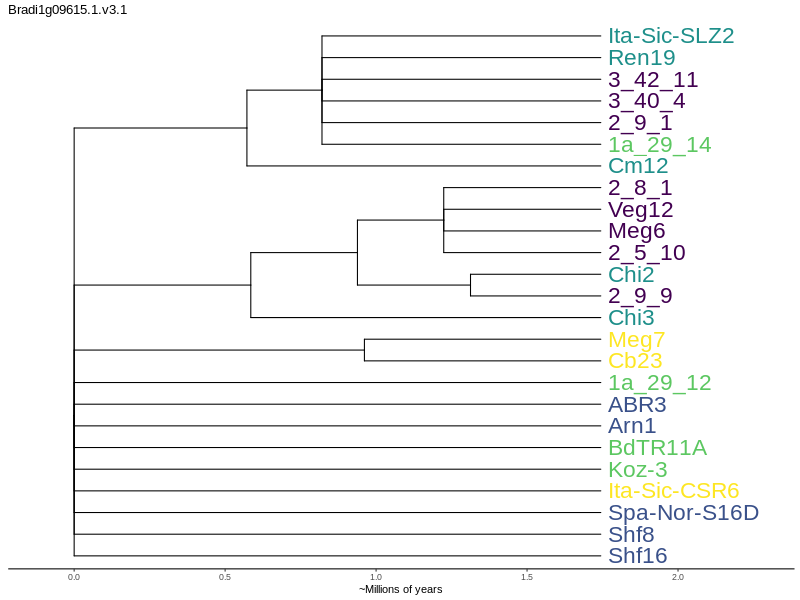 Bradi1g09615.1.v3.1
Ita-Sic-SLZ2
Ren19
3_42_11
3_40_4
2_9_1
1a_29_14
Cm12
2_8_1
Veg12
Meg6
2_5_10
Chi2
2_9_9
Chi3
Meg7
Cb23
1a_29_12
ABR3
Arn1
BdTR11A
Koz-3
Ita-Sic-CSR6
Spa-Nor-S16D
Shf8
Shf16
0.0 0.5 1.0 1.5 2.0
~Millions of years